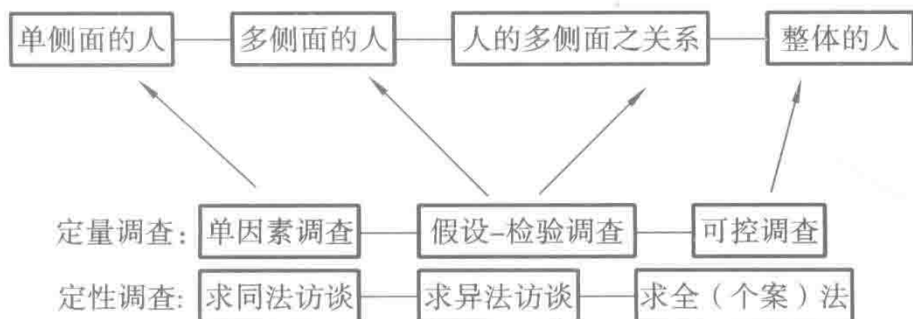 单侧面的人 多侧面的人 人的多侧面之关系 整体的人
定量调查：单因素调查 假设-检验调查 可控调查
定性调查：求同法访谈 求异法访谈 求全（个案）法